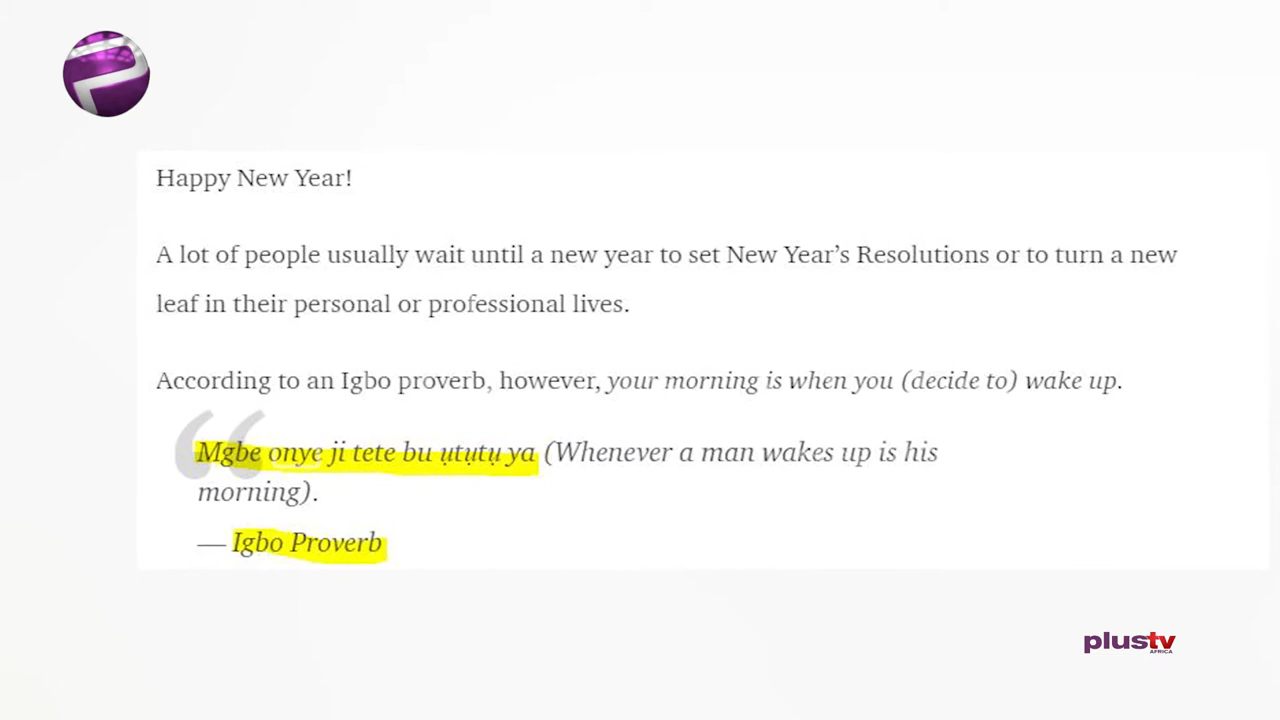 Happy New Year!
A lot of people usually wait until a new year to set New Year’s Resolutions or to turn a new
leaf in their personal or professional lives.
According to an Igbo proverb, however, your morning is when you (decide to) wake up.
“Mgbe onye ji tete bu ụtụtụ ya (Whenever a man wakes up is his
morning).
— Igbo Proverb
plustv
AFRICA